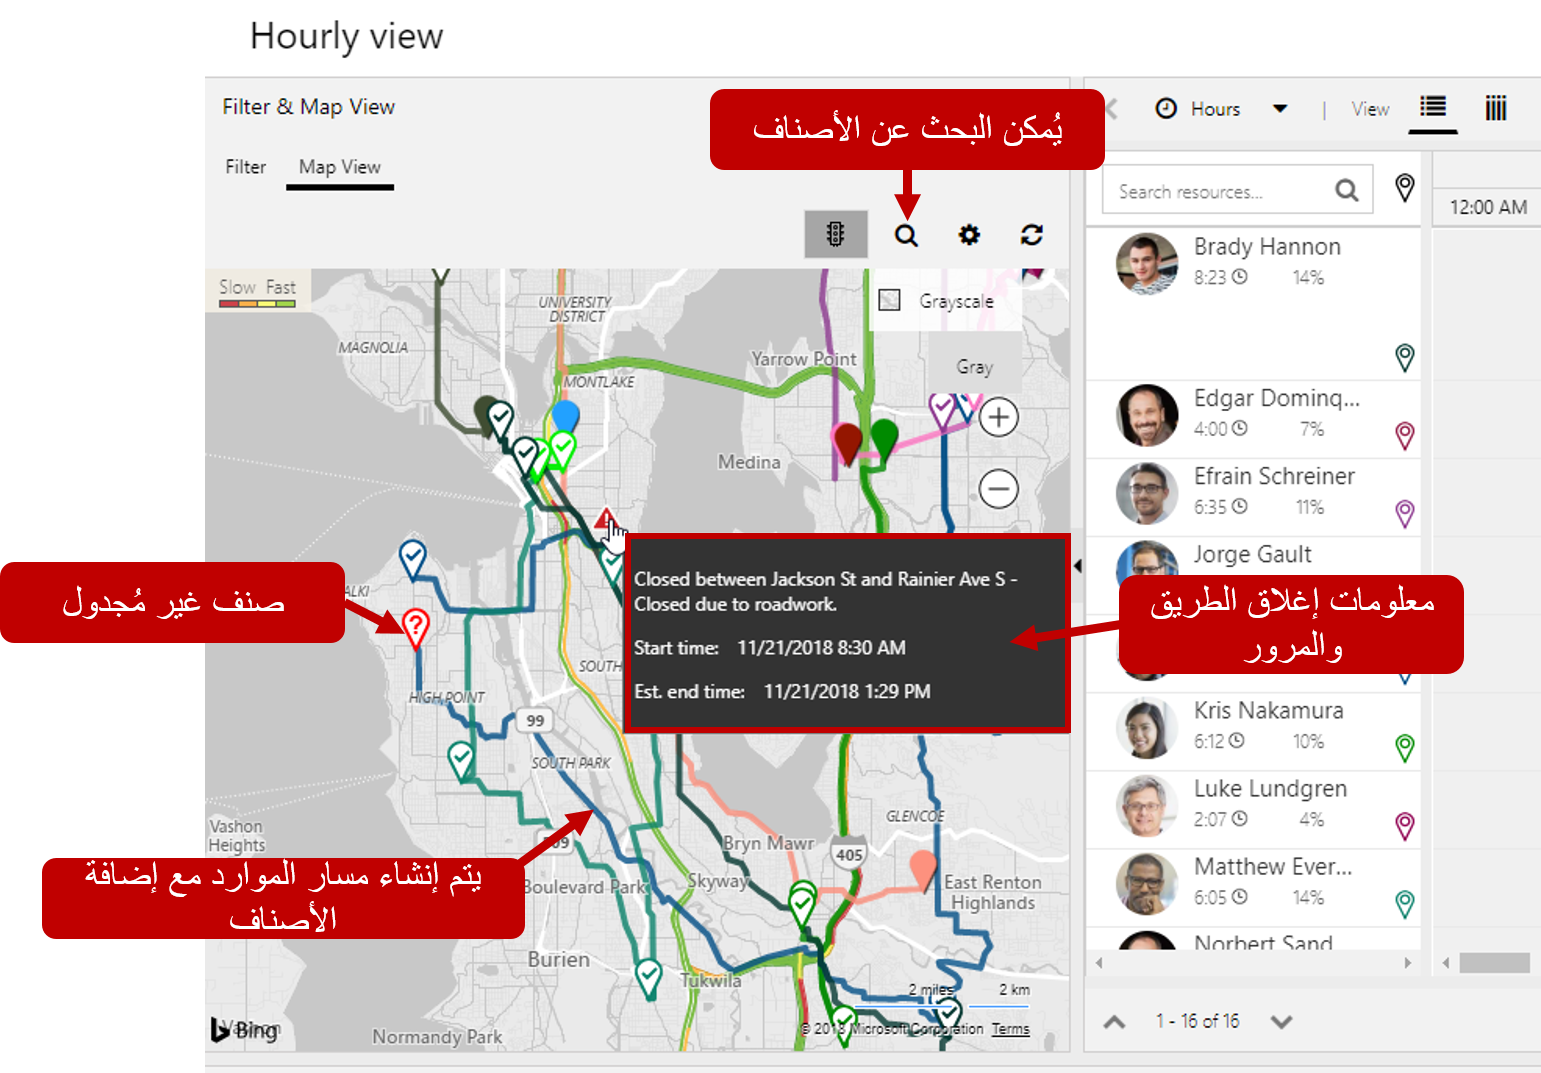 Hourly view
Filter & Map View
Filter
Map View
يُمكن البحث عن الأصناف
Hours
|
View
Search resources...
12:00 AM
Slow Fast
Grayscale
Gray
UNIVERSITY
DISTRICT
MAGNOLIA
MONTLAKE
Yarrow Point
Medina
Closed between Jackson St and Rainier Ave S -
Closed due to roadwork.
Start time: 11/21/2018 8:30 AM
Est. end time: 11/21/2018 1:29 PM
صنف غير مُجدول
ALKI
معلومات إغلاق الطريق
والمرور
SOUTH
HIGH POINT
99
SOUTH PARK
GLENCOE
Vashon
Heights
Bryn Mawr
405
يتم إنشاء مسار الموارد مع إضافة
الأصناف
Boulevard Park
Skyway
East Renton
Highlands
Burien
Tukwila
2 miles
2 km
Bing
Normandy Park
© 2018 Microsoft Corporation
Terms
Brady Hannon
8:23
14%
Edgar Dominq...
4:00
7%
Efrain Schreiner
6:35
11%
Jorge Gault
Kris Nakamura
6:12
10%
Luke Lundgren
2:07
4%
Matthew Ever...
6:05
14%
Norbert Sand
1 - 16 of 16